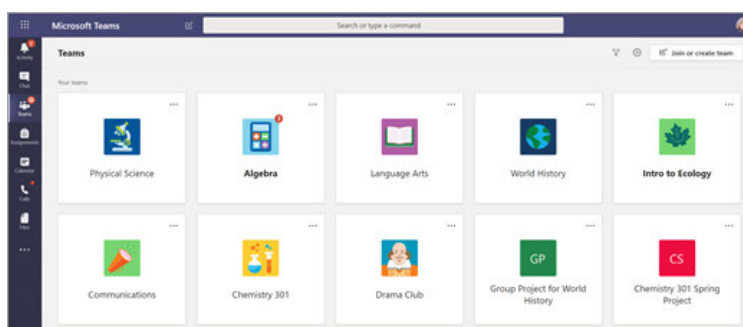 Microsoft Teams
Search or type a command
Activity
Chat
Teams
Assignments
Calendar
Calls
Files
Teams
Join or create team
Your teams
Physical Science
Algebra
2
Language Arts
World History
Intro to Ecology
Communications
Chemistry 301
Drama Club
GP
Group Project for World
History
CS
Chemistry 301 Spring
Project